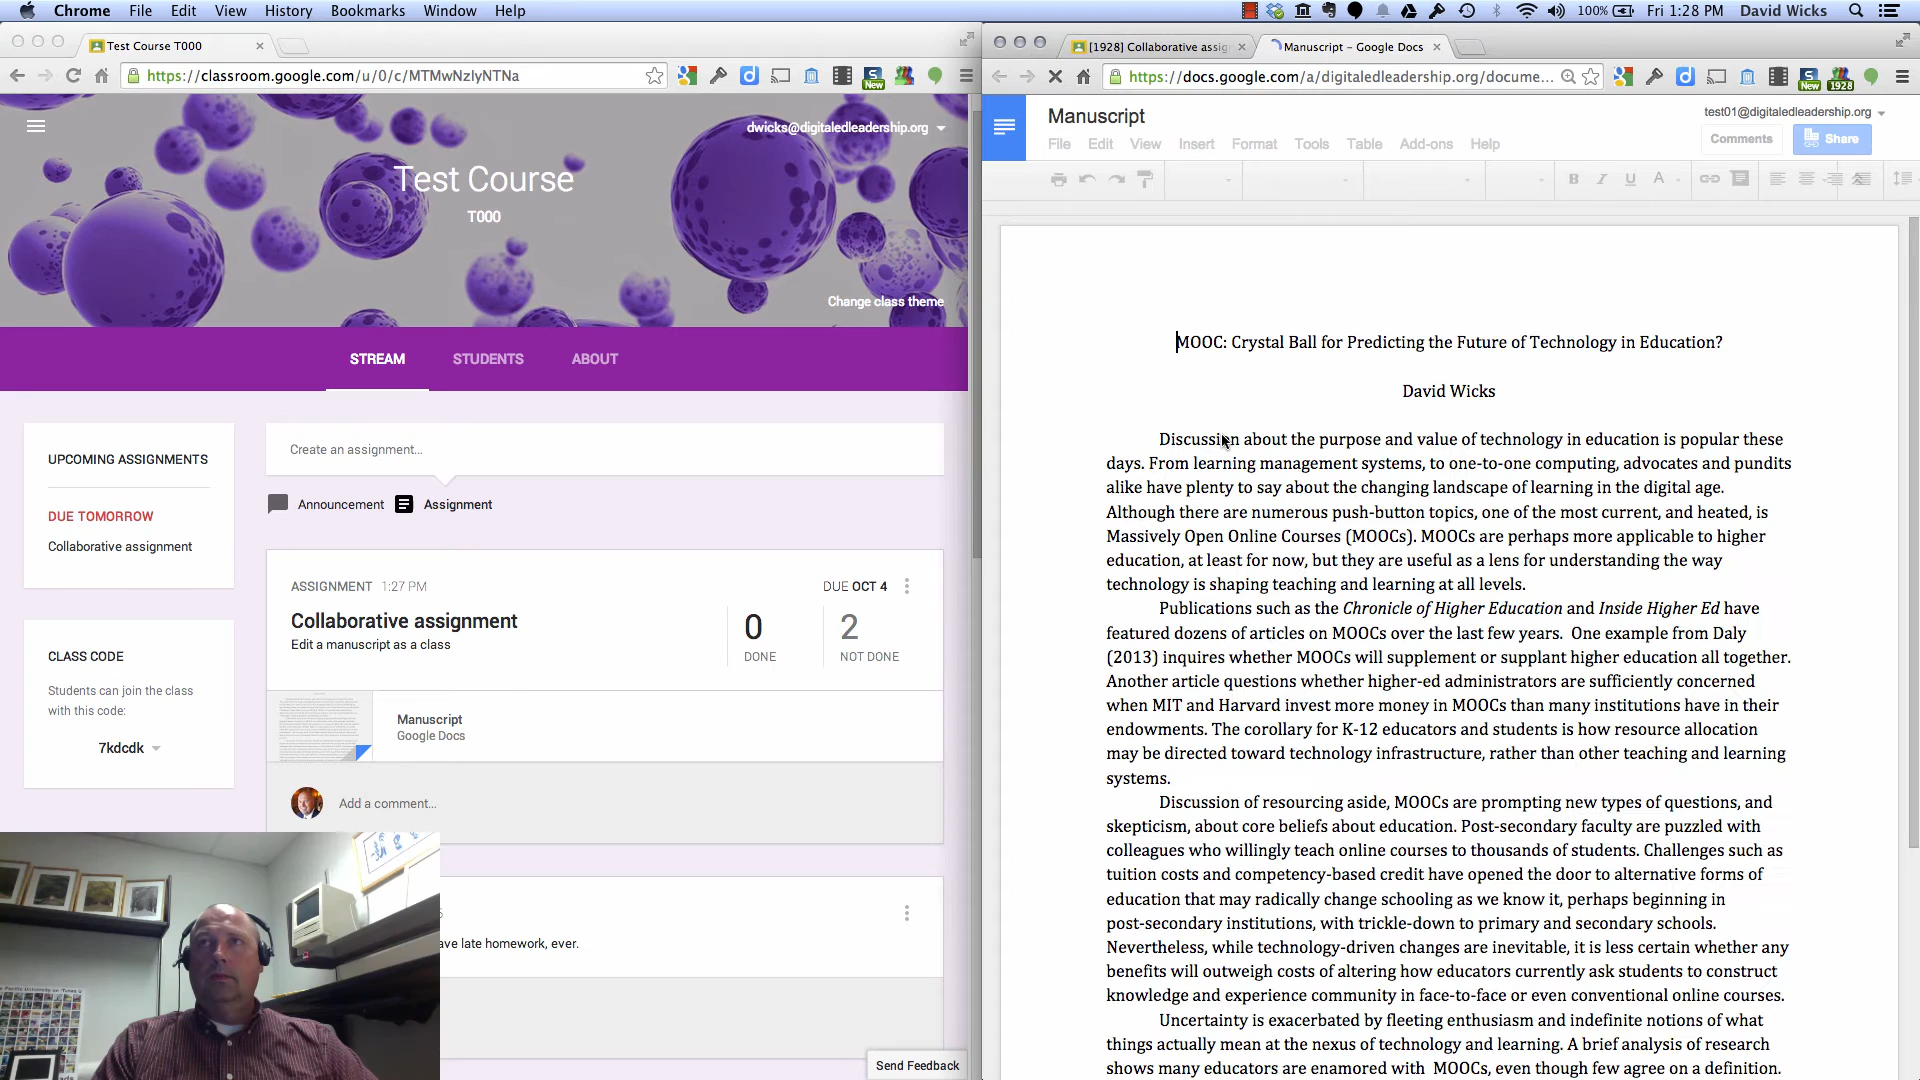 Chrome File Edit View History Bookmarks Window Help
100% Fri 1:28 PM David Wicks
Test Course T000
https://classroom.google.com/u/0/c/MTMwNzIyNTNa
New
dwicks@digitaledleadership.org
Test Course
T000
Change class theme
STREAM STUDENTS ABOUT
UPCOMING ASSIGNMENTS
DUE TOMORROW
Collaborative assignment
CLASS CODE
Students can join the class
with this code:
7kdcdk
Create an assignment...
Announcement Assignment
ASSIGNMENT 1:27 PM
DUE OCT 4
Collaborative assignment
Edit a manuscript as a class
0
DONE
2
NOT DONE
Manuscript
Google Docs
Add a comment...
ave late homework, ever.
Send Feedback
[1928] Collaborative assig
Manuscript – Google Docs
https://docs.google.com/a/digitaledleadership.org/docume...
New
1928
Manuscript
test01@digitaledleadership.org
File Edit View Insert Format Tools Table Add-ons Help
Comments
Share
B I U A
MOOC: Crystal Ball for Predicting the Future of Technology in Education?
David Wicks
Discussion about the purpose and value of technology in education is popular these
days. From learning management systems, to one-to-one computing, advocates and pundits
alike have plenty to say about the changing landscape of learning in the digital age.
Although there are numerous push-button topics, one of the most current, and heated, is
Massively Open Online Courses (MOOCs). MOOCs are perhaps more applicable to higher
education, at least for now, but they are useful as a lens for understanding the way
technology is shaping teaching and learning at all levels.
Publications such as the Chronicle of Higher Education and Inside Higher Ed have
featured dozens of articles on MOOCs over the last few years. One example from Daly
(2013) inquires whether MOOCs will supplement or supplant higher education all together.
Another article questions whether higher-ed administrators are sufficiently concerned
when MIT and Harvard invest more money in MOOCs than many institutions have in their
endowments. The corollary for K-12 educators and students is how resource allocation
may be directed toward technology infrastructure, rather than other teaching and learning
systems.
Discussion of resourcing aside, MOOCs are prompting new types of questions, and
skepticism, about core beliefs about education. Post-secondary faculty are puzzled with
colleagues who willingly teach online courses to thousands of students. Challenges such as
tuition costs and competency-based credit have opened the door to alternative forms of
education that may radically change schooling as we know it, perhaps beginning in
post-secondary institutions, with trickle-down to primary and secondary schools.
Nevertheless, while technology-driven changes are inevitable, it is less certain whether any
benefits will outweigh costs of altering how educators currently ask students to construct
knowledge and experience community in face-to-face or even conventional online courses.
Uncertainty is exacerbated by fleeting enthusiasm and indefinite notions of what
things actually mean at the nexus of technology and learning. A brief analysis of research
shows many educators are enamored with MOOCs, even though few agree on a definition.